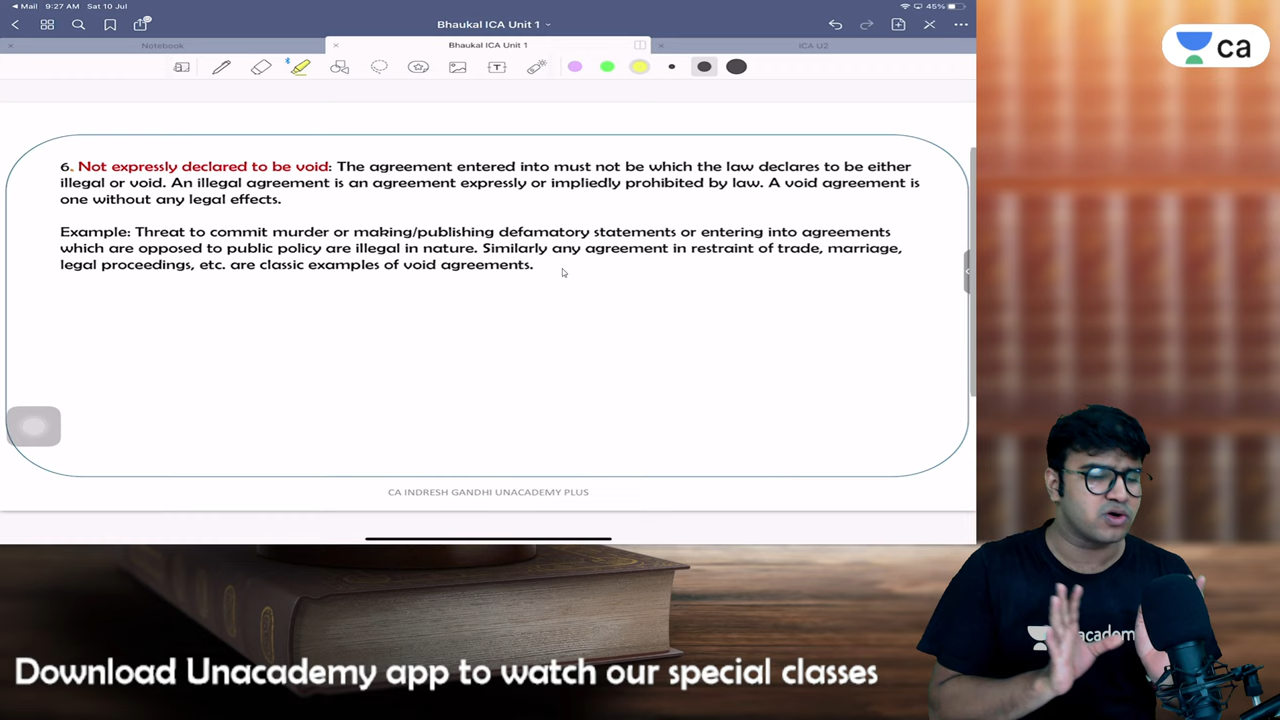 Mail 9:27 AM Sat 10 Jul
45%
Bhaukal ICA Unit 1
Notebook
Bhaukal ICA Unit 1
ICA U2
ca
6. Not expressly declared to be void: The agreement entered into must not be which the law declares to be either
illegal or void. An illegal agreement is an agreement expressly or impliedly prohibited by law. A void agreement is
one without any legal effects.
Example: Threat to commit murder or making/publishing defamatory statements or entering into agreements
which are opposed to public policy are illegal in nature. Similarly any agreement in restraint of trade, marriage,
legal proceedings, etc. are classic examples of void agreements.
CA INDRESH GANDHI UNACADEMY PLUS
Download Unacademy app to watch our special classes